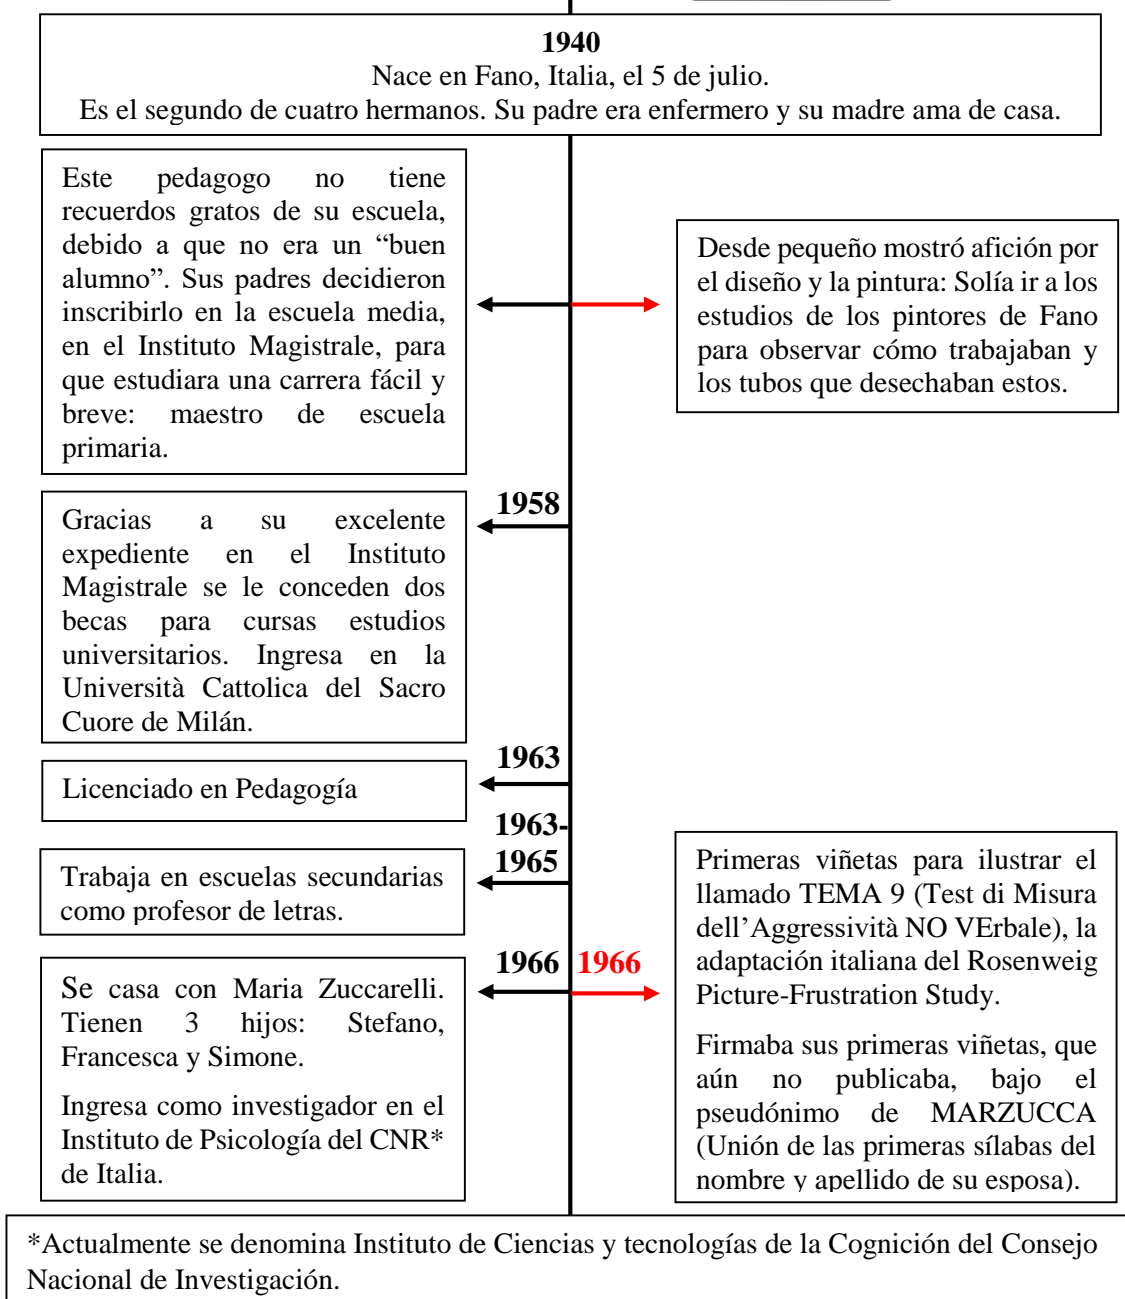 1940
Nace en Fano, Italia, el 5 de julio.
Es el segundo de cuatro hermanos. Su padre era enfermero y su madre ama de casa.
Este pedagogo no tiene
recuerdos gratos de su escuela,
debido a que no era un “buen
alumno”. Sus padres decidieron
inscribirlo en la escuela media,
en el Instituto Magistrale, para
que estudiara una carrera fácil y
breve: maestro de escuela
primaria.
Desde pequeño mostró afición por
el diseño y la pintura: Solía ir a los
estudios de los pintores de Fano
para observar cómo trabajaban y
los tubos que desechaban estos.
1958
Gracias a su excelente
expediente en el Instituto
Magistrale se le conceden dos
becas para cursas estudios
universitarios. Ingresa en la
Università Cattolica del Sacro
Cuore de Milán.
1963
Licenciado en Pedagogía
1963-
1965
Trabaja en escuelas secundarias
como profesor de letras.
1966
Se casa con Maria Zuccarelli.
Tienen 3 hijos: Stefano,
Francesca y Simone.
Ingresa como investigador en el
Instituto de Psicología del CNR*
de Italia.
1966
Primeras viñetas para ilustrar el
llamado TEMA 9 (Test di Misura
dell’Aggressività NO VErbale), la
adaptación italiana del Rosenweig
Picture-Frustration Study.
Firmaba sus primeras viñetas, que
aún no publicaba, bajo el
pseudónimo de MARZUCCA
(Unión de las primeras sílabas del
nombre y apellido de su esposa).
*Actualmente se denomina Instituto de Ciencias y tecnologías de la Cognición del Consejo
Nacional de Investigación.